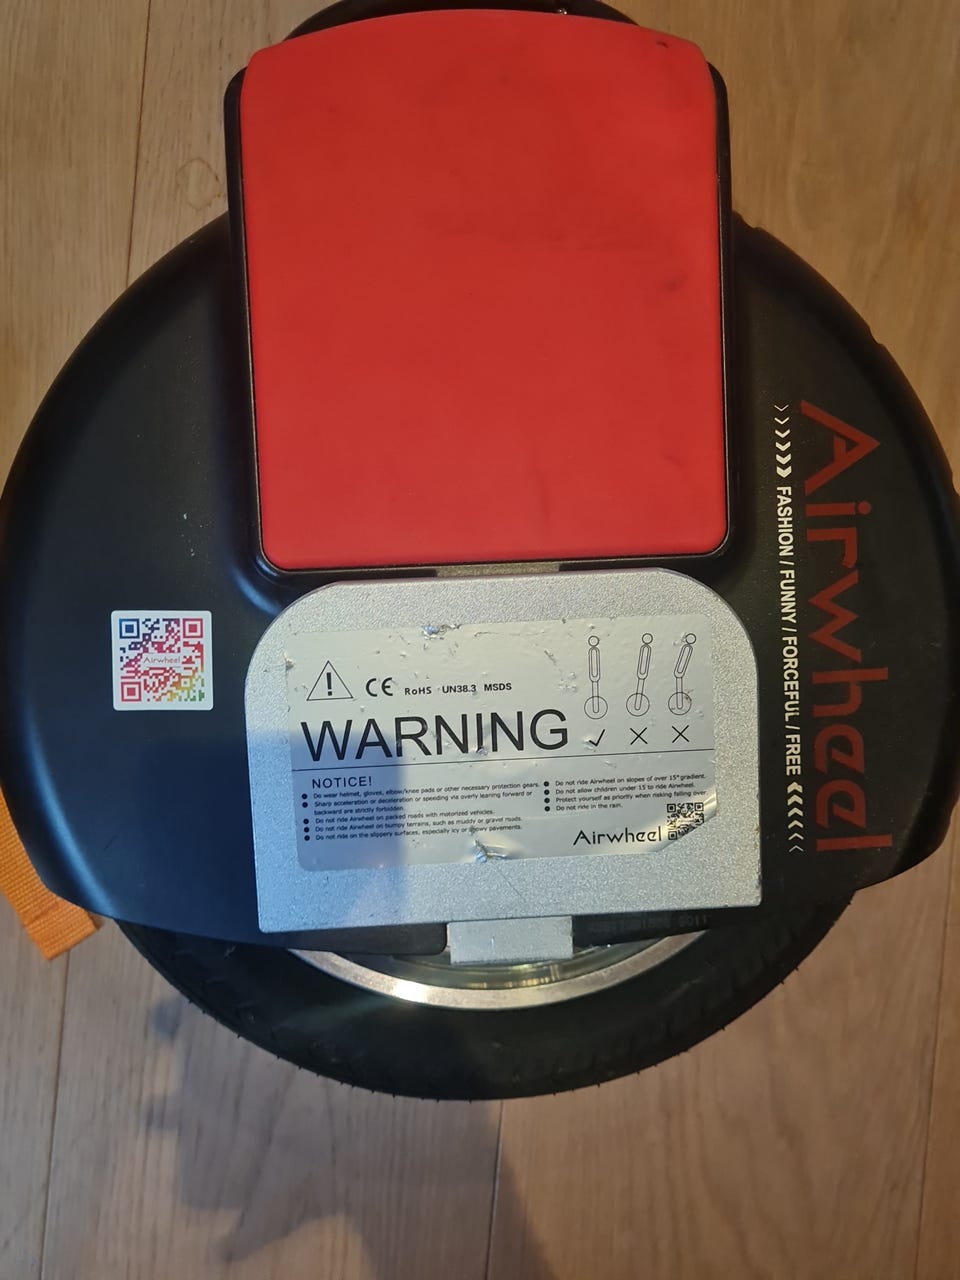 Airwheel
FASHION / FUNNY / FORCEFUL / FREE
Airwheel
CE RoHS UN38.3 MSDS
WARNING
NOTICE!
Do wear helmet, gloves, elbow/knee pads or other necessary protection gears.
Sharp acceleration or deceleration or speeding via overly leaning forward or
backward are strictly forbidden.
Do not ride Airwheel on packed roads with motorized vehicles.
Do not ride Airwheel on bumpy terrains, such as muddy or gravel roads.
Do not ride on the slippery surfaces, especially icy or snowy pavements.
Do not ride Airwheel on slopes of over 15° gradient.
Do not allow children under 15 to ride Airwheel.
Protect yourself as priority when risking falling over.
Do not ride in the rain.
Airwheel